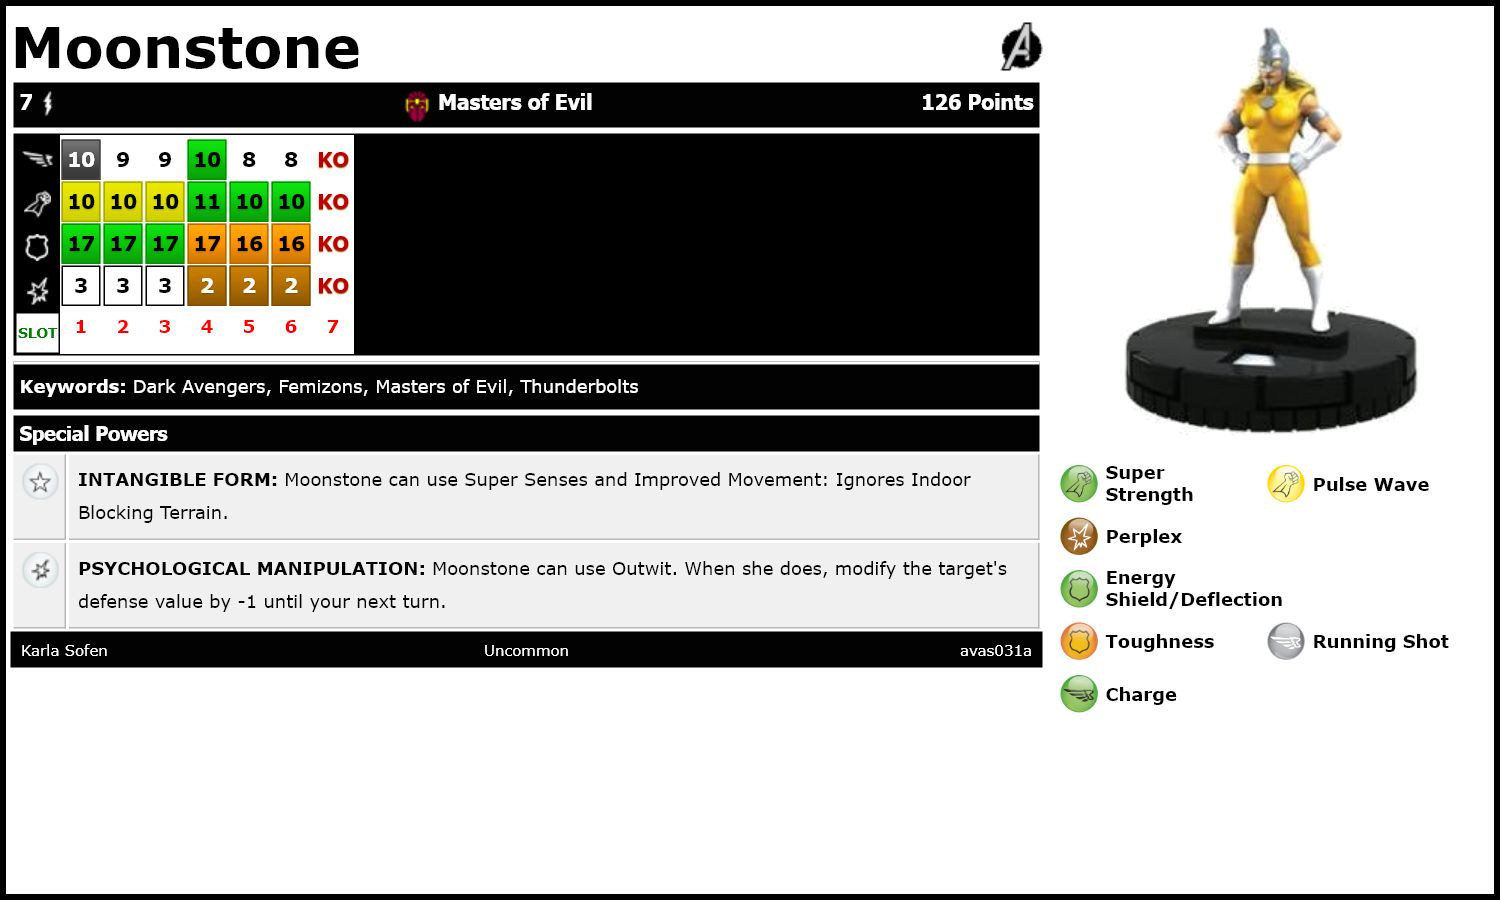 Moonstone
7 Masters of Evil 126 Points
10 9 9 10 8 8 KO
10 10 10 11 10 10 KO
17 17 17 17 16 16 KO
3 3 3 2 2 2 KO
SLOT 1 2 3 4 5 6 7
Keywords: Dark Avengers, Femizons, Masters of Evil, Thunderbolts
Special Powers
INTANGIBLE FORM: Moonstone can use Super Senses and Improved Movement: Ignores Indoor
Blocking Terrain.
PSYCHOLOGICAL MANIPULATION: Moonstone can use Outwit. When she does, modify the target's
defense value by -1 until your next turn.
Karla Sofen Uncommon avas031a
Super
Strength
Pulse Wave
Perplex
Energy
Shield/Deflection
Toughness
Running Shot
Charge